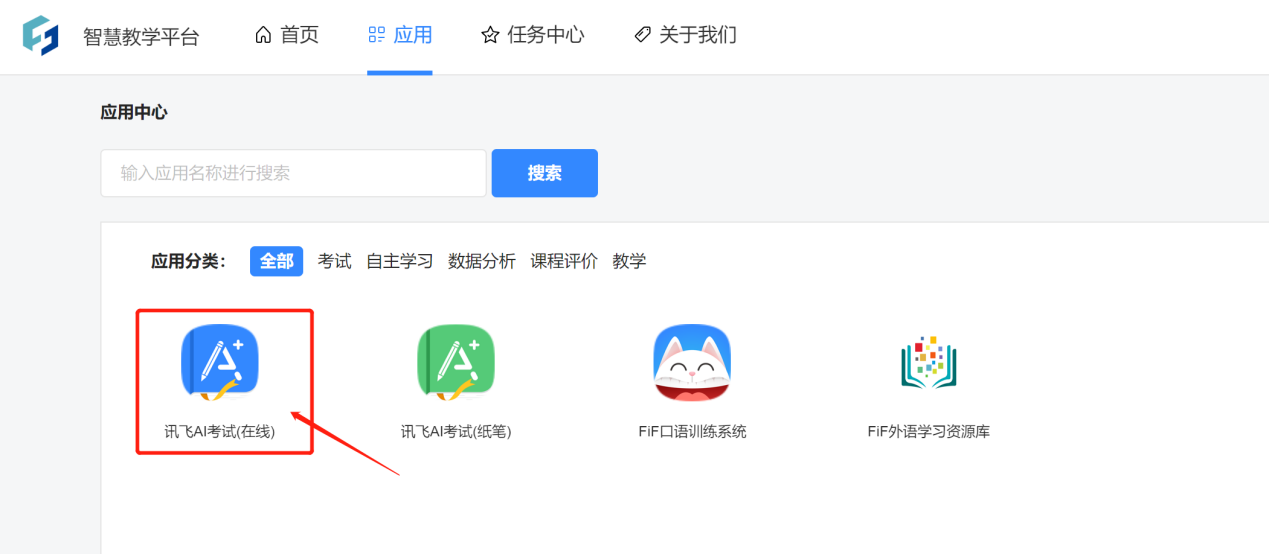 智慧教学平台 首页 应用 任务中心 关于我们
应用中心
输入应用名称进行搜索 搜索
应用分类： 全部 考试 自主学习 数据分析 课程评价 教学
讯飞AI考试(在线) 讯飞AI考试(纸笔) FiF口语训练系统 FiF外语学习资源库